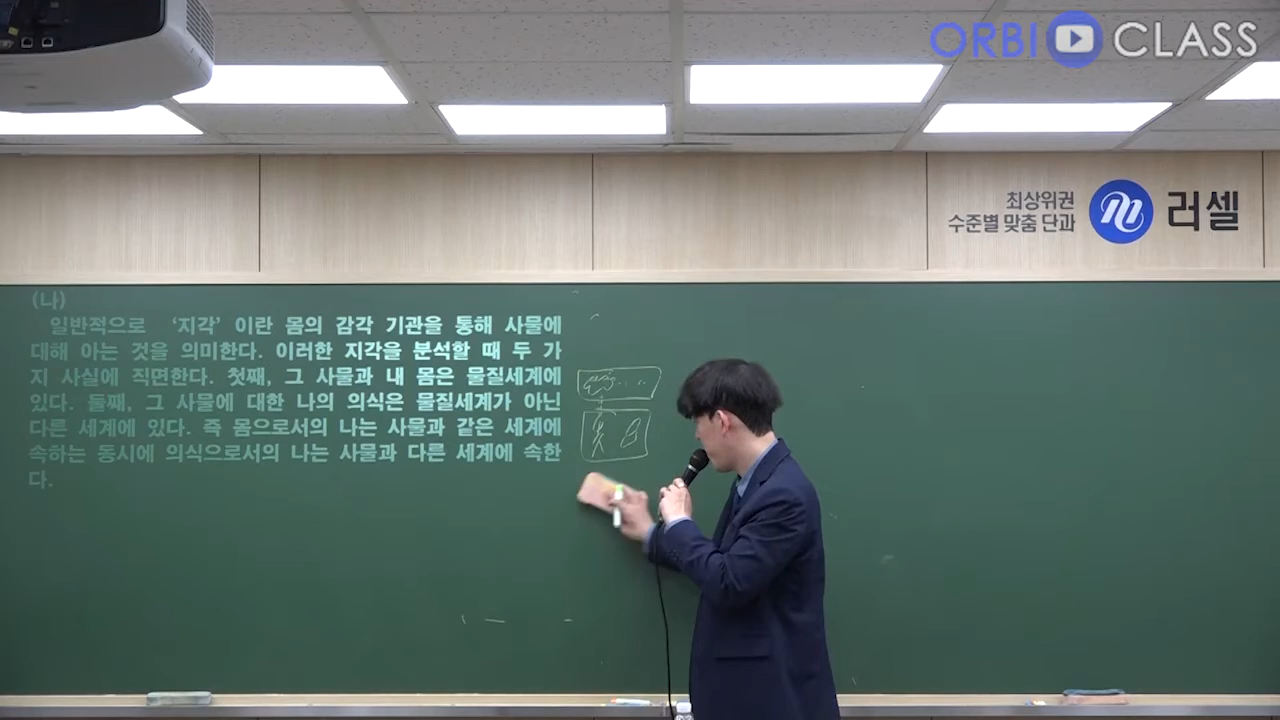 ORBI CLASS
최상위권
수준별 맞춤 단과
러셀
(나)
일반적으로 ‘지각’ 이란 몸의 감각 기관을 통해 사물에
대해 아는 것을 의미한다. 이러한 지각을 분석할 때 두 가
지 사실에 직면한다. 첫째, 그 사물과 내 몸은 물질세계에
있다. 둘째, 그 사물에 대한 나의 의식은 물질세계가 아닌
다른 세계에 있다. 즉 몸으로서의 나는 사물과 같은 세계에
속하는 동시에 의식으로서의 나는 사물과 다른 세계에 속한
다.